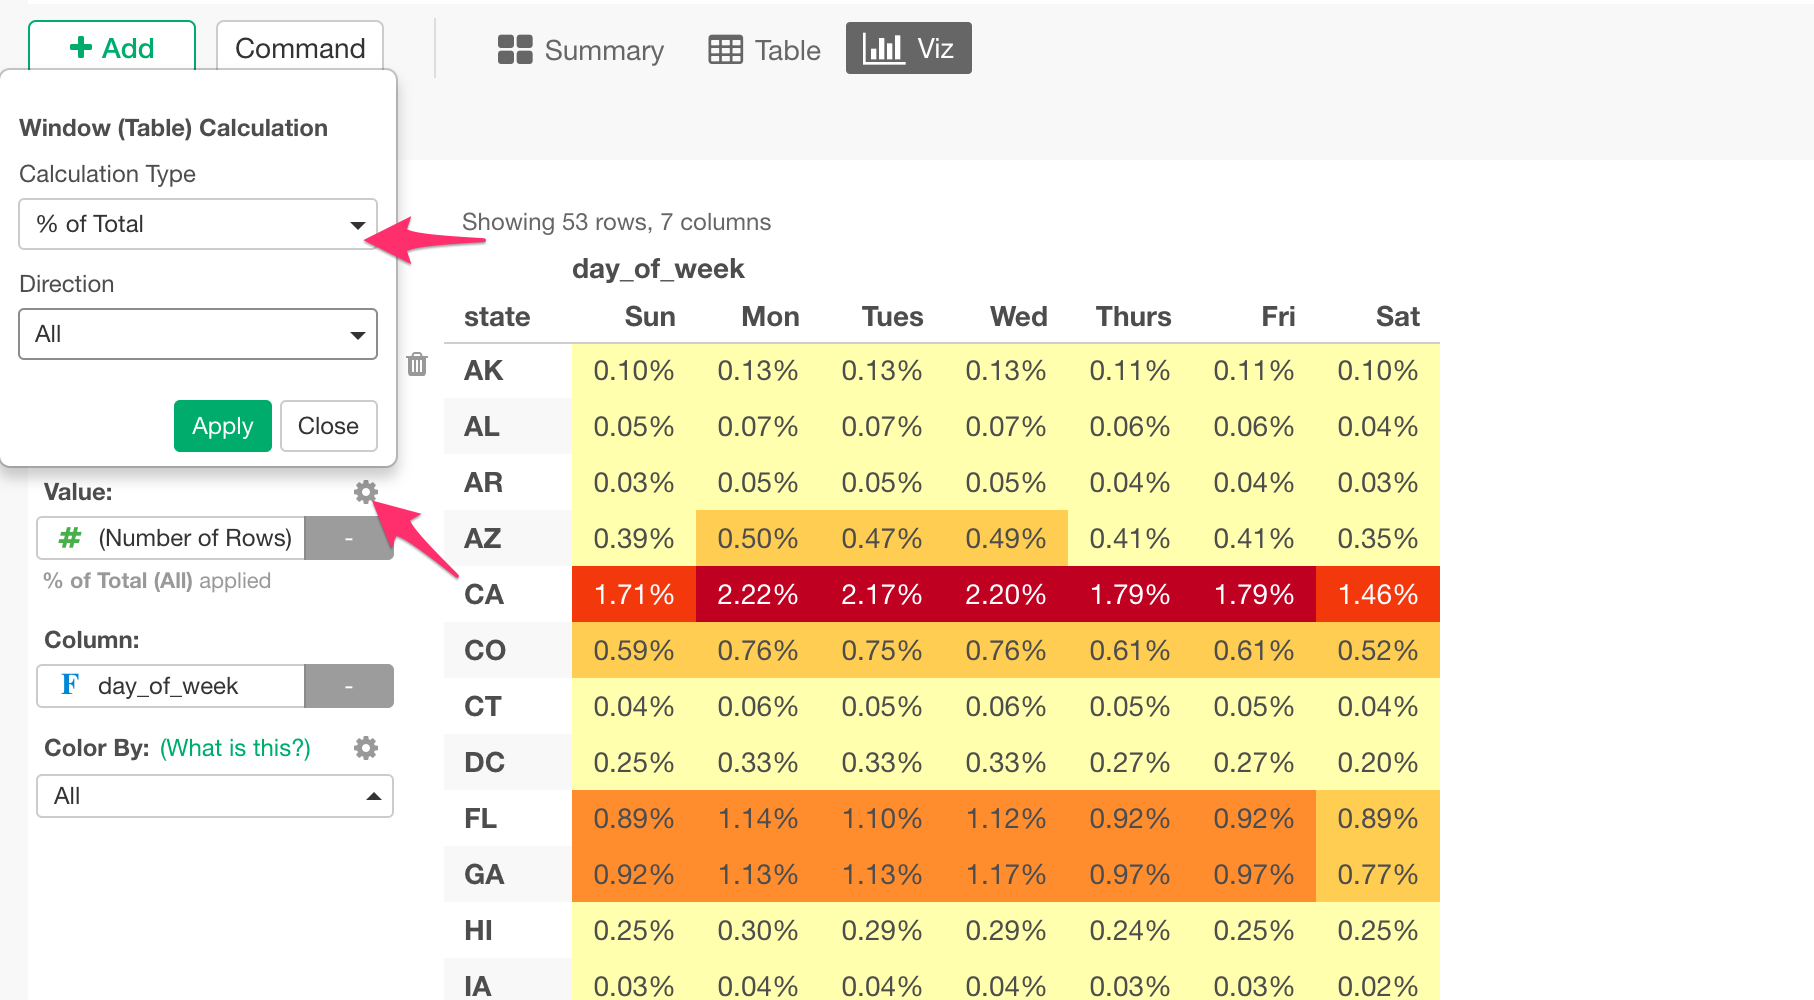 Add
Command
Summary
Table
Viz
Window (Table) Calculation
Calculation Type
% of Total
Direction
All
Apply
Close
Value:
# (Number of Rows) -
% of Total (All) applied
Column:
F day_of_week -
Color By: (What is this?)
All
Showing 53 rows, 7 columns
day_of_week
state Sun Mon Tues Wed Thurs Fri Sat
AK 0.10% 0.13% 0.13% 0.13% 0.11% 0.11% 0.10%
AL 0.05% 0.07% 0.07% 0.07% 0.06% 0.06% 0.04%
AR 0.03% 0.05% 0.05% 0.05% 0.04% 0.04% 0.03%
AZ 0.39% 0.50% 0.47% 0.49% 0.41% 0.41% 0.35%
CA 1.71% 2.22% 2.17% 2.20% 1.79% 1.79% 1.46%
CO 0.59% 0.76% 0.75% 0.76% 0.61% 0.61% 0.52%
CT 0.04% 0.06% 0.05% 0.06% 0.05% 0.05% 0.04%
DC 0.25% 0.33% 0.33% 0.33% 0.27% 0.27% 0.20%
FL 0.89% 1.14% 1.10% 1.12% 0.92% 0.92% 0.89%
GA 0.92% 1.13% 1.13% 1.17% 0.97% 0.97% 0.77%
HI 0.25% 0.30% 0.29% 0.29% 0.24% 0.25% 0.25%
IA 0.03% 0.04% 0.04% 0.04% 0.03% 0.03% 0.02%